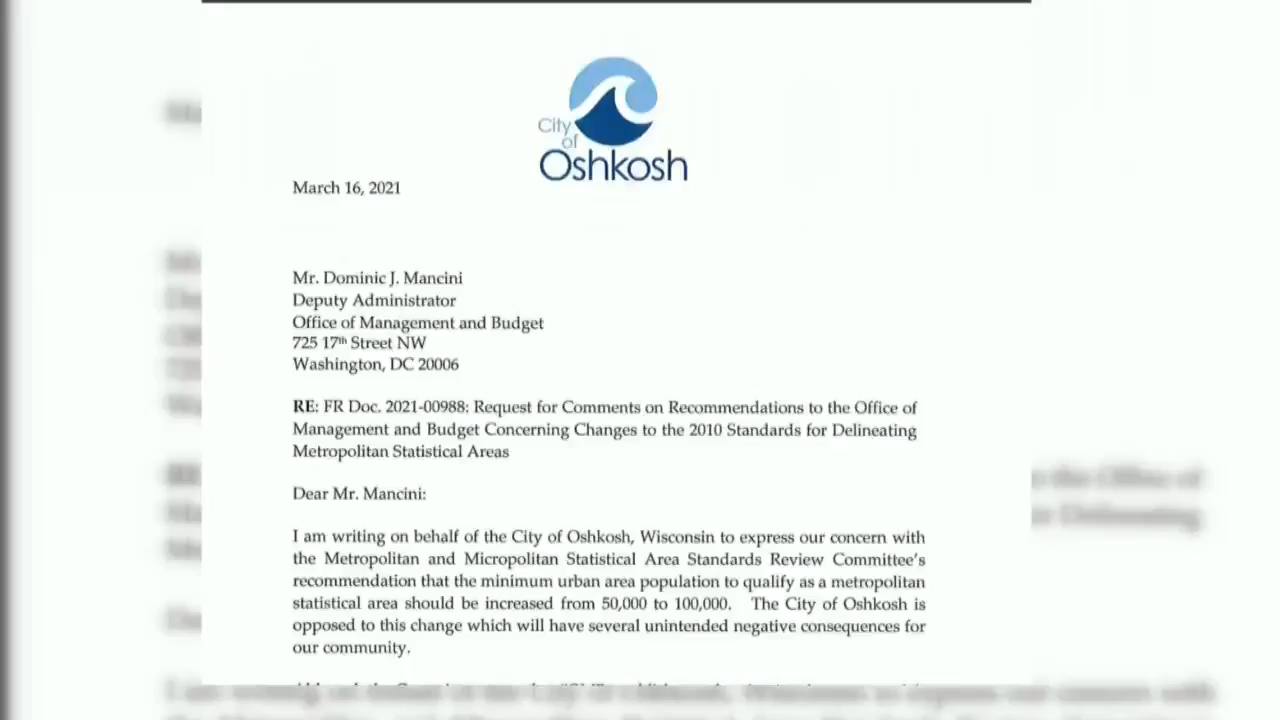 City
of
Oshkosh
March 16, 2021
Mr. Dominic J. Mancini
Deputy Administrator
Office of Management and Budget
725 17th Street NW
Washington, DC 20006
RE: FR Doc. 2021-00988: Request for Comments on Recommendations to the Office of
Management and Budget Concerning Changes to the 2010 Standards for Delineating
Metropolitan Statistical Areas
Dear Mr. Mancini:
I am writing on behalf of the City of Oshkosh, Wisconsin to express our concern with
the Metropolitan and Micropolitan Statistical Area Standards Review Committee's
recommendation that the minimum urban area population to qualify as a metropolitan
statistical area should be increased from 50,000 to 100,000. The City of Oshkosh is
opposed to this change which will have several unintended negative consequences for
our community.